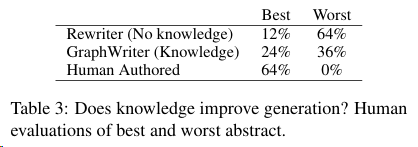 Best Worst
Rewriter (No knowledge) 12% 64%
GraphWriter (Knowledge) 24% 36%
Human Authored 64% 0%
Table 3: Does knowledge improve generation? Human
evaluations of best and worst abstract.